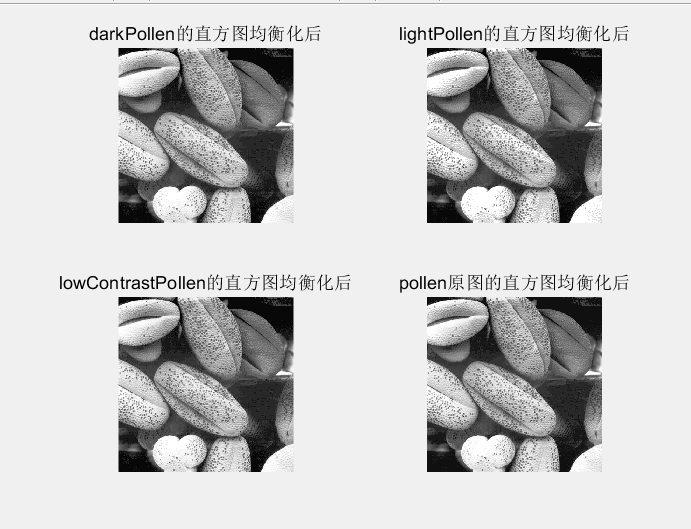 darkPollen的直方图均衡化后
lightPollen的直方图均衡化后
lowContrastPollen的直方图均衡化后
pollen原图的直方图均衡化后